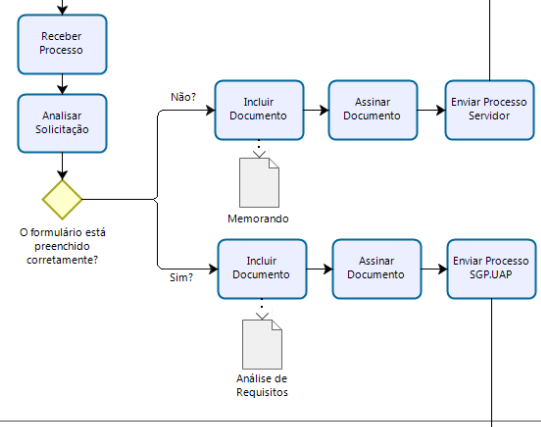 Receber
Processo
Analisar
Solicitação
O formulário está
preenchido
corretamente?
Não?
Incluir
Documento
Assinar
Documento
Enviar Processo
Servidor
Memorando
Sim?
Incluir
Documento
Assinar
Documento
Enviar Processo
SGP.UAP
Análise de
Requisitos